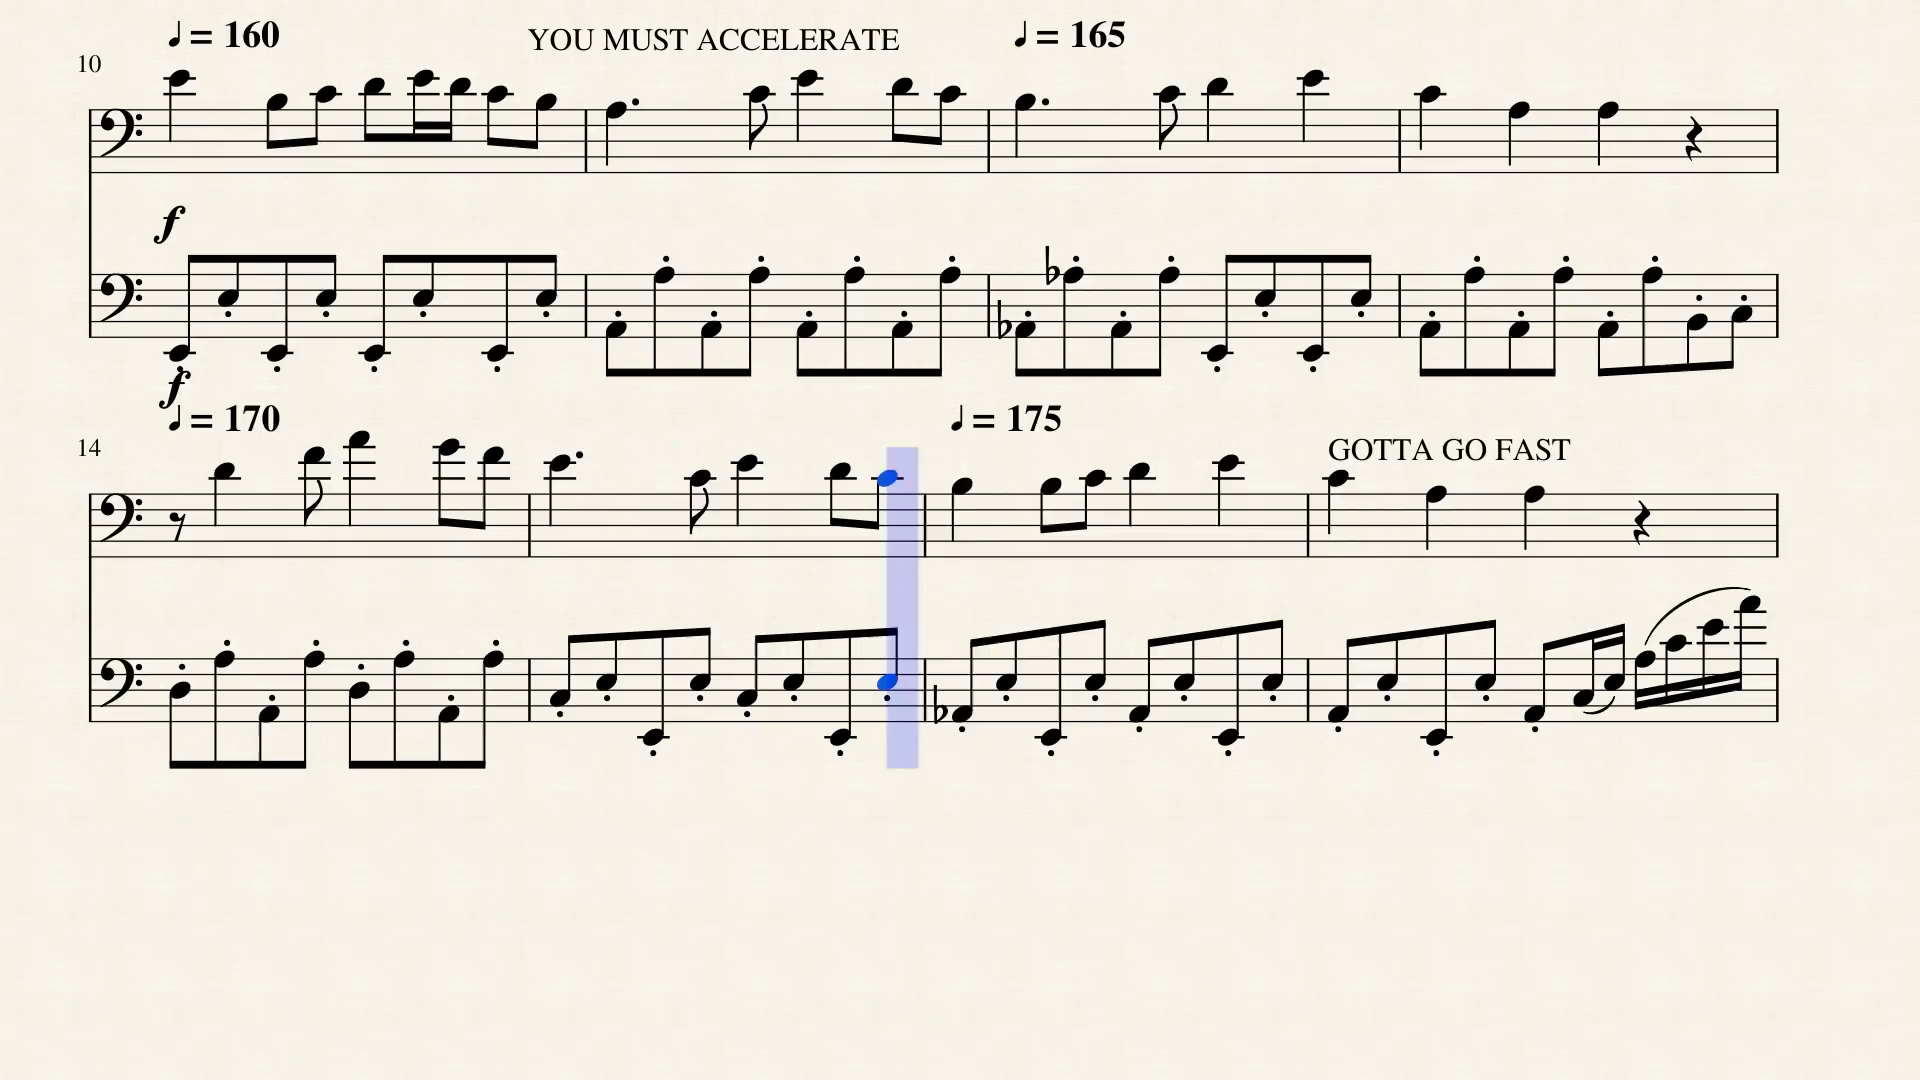 ♩ = 160
YOU MUST ACCELERATE
♩ = 165
10
f
f
♩ = 170
♩ = 175
14
GOTTA GO FAST